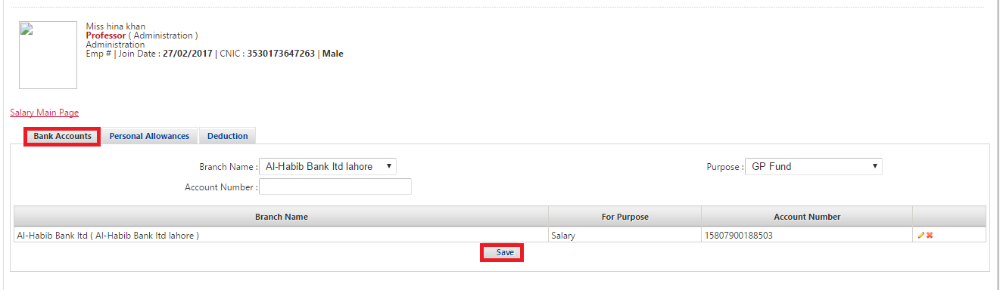 Miss hina khan
Professor ( Administration )
Administration
Emp # | Join Date : 27/02/2017 | CNIC : 3530173647263 | Male
Salary Main Page
Bank Accounts Personal Allowances Deduction
Branch Name : Al-Habib Bank ltd lahore Purpose : GP Fund
Account Number :
Branch Name For Purpose Account Number
Al-Habib Bank ltd ( Al-Habib Bank ltd lahore ) Salary 15807900188503
Save